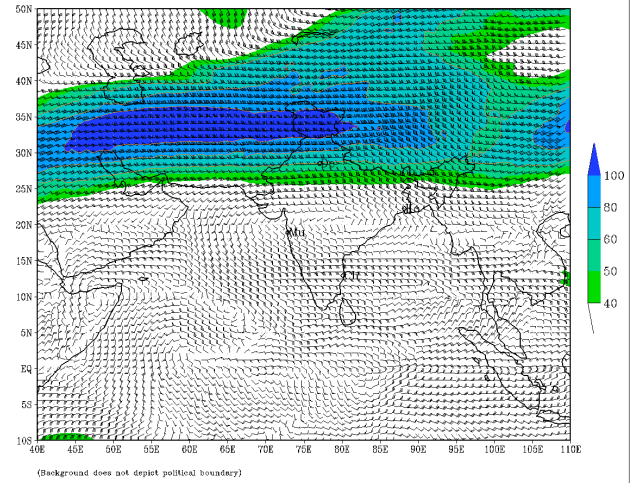 50N
45N
40N
35N
30N
25N
20N
15N
10N
5N
EQ
5S
10S
40E 45E 50E 55E 60E 65E 70E 75E 80E 85E 90E 95E 100E 105E 110E
Mu
100
80
60
50
40
(Background does not depict political boundary)